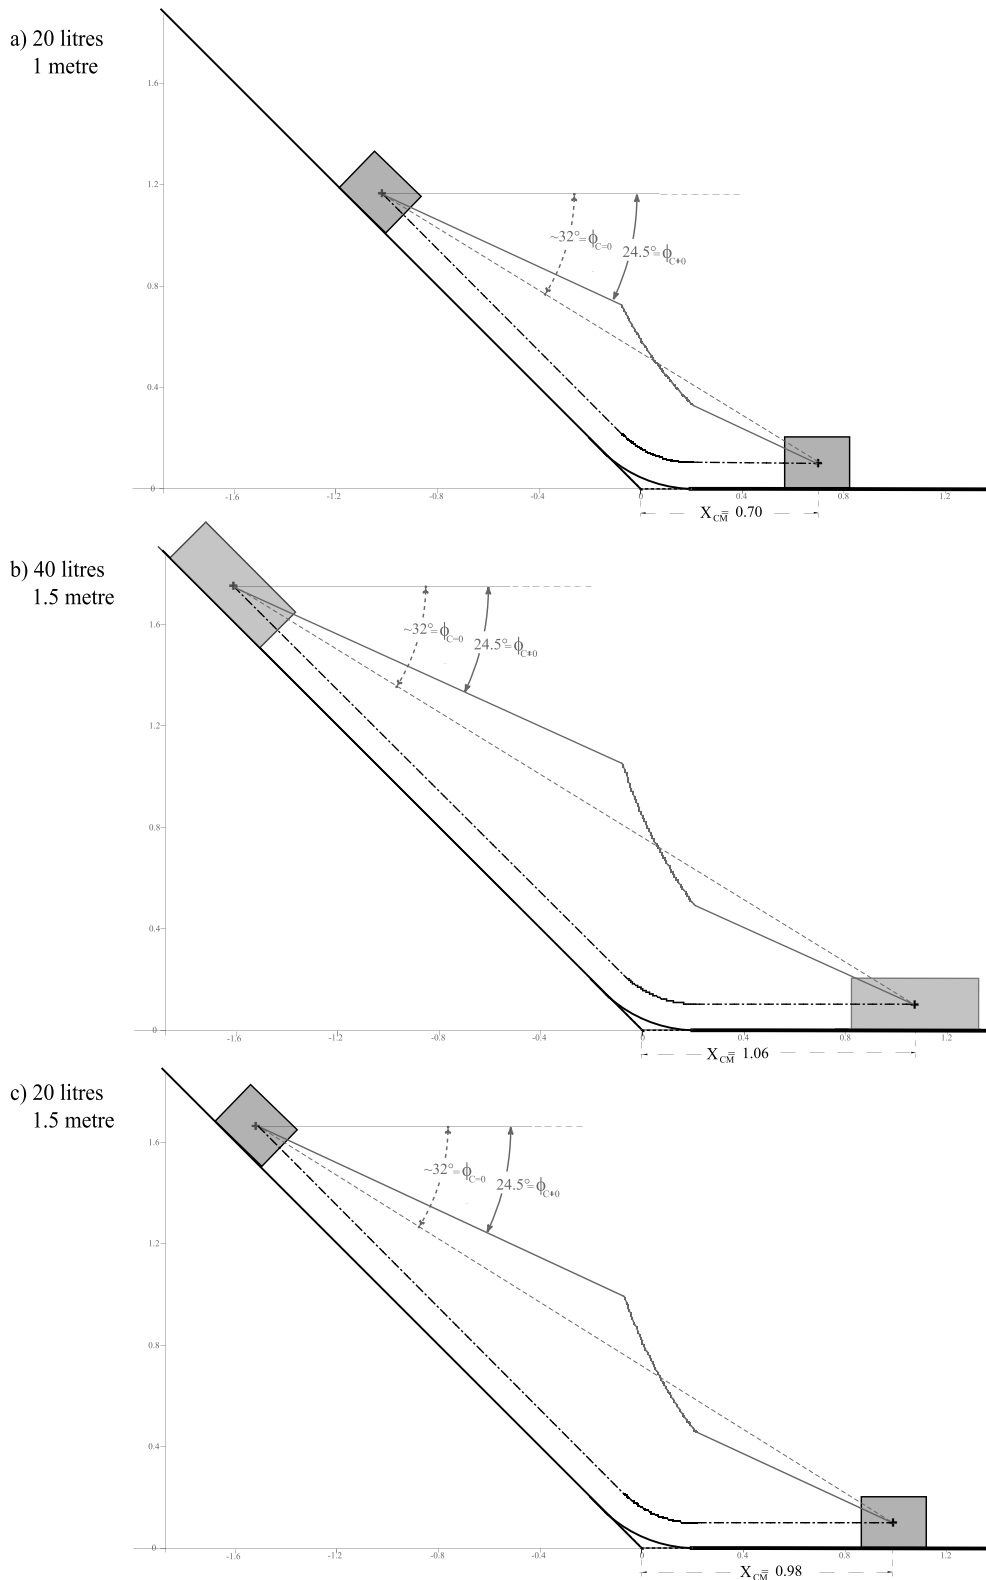 a) 20 litres
1 metre
1.6
1.2
0.8
0.4
0
~32°=ϕC=0
24.5°=ϕC≠0
-1.6 -1.2 -0.8 -0.4 0 0.4 0.8 1.2
XCM= 0.70
b) 40 litres
1.5 metre
1.6
1.2
0.8
0.4
0
~32°=ϕC=0
24.5°=ϕC≠0
-1.6 -1.2 -0.8 -0.4 0 0.4 0.8 1.2
XCM= 1.06
c) 20 litres
1.5 metre
1.6
1.2
0.8
0.4
0
~32°=ϕC=0
24.5°=ϕC≠0
-1.6 -1.2 -0.8 -0.4 0 0.4 0.8 1.2
XCM= 0.98